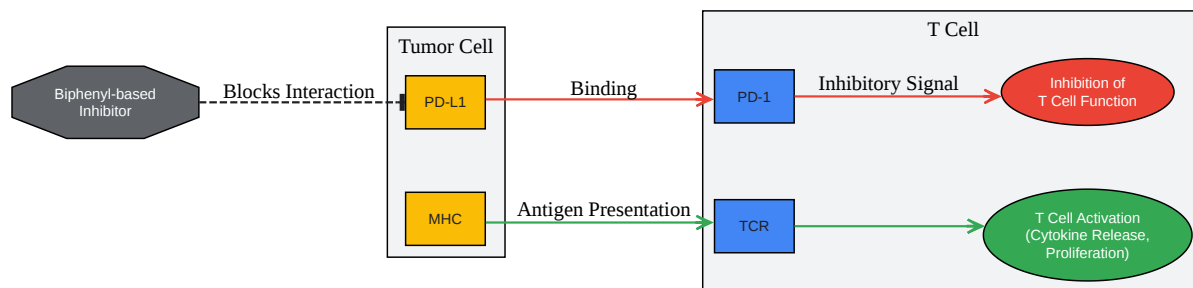 Tumor Cell
T Cell
Biphenyl-based
Inhibitor
Blocks Interaction
PD-L1
Binding
PD-1
Inhibitory Signal
Inhibition of
T Cell Function
MHC
Antigen Presentation
TCR
T Cell Activation
(Cytokine Release,
Proliferation)